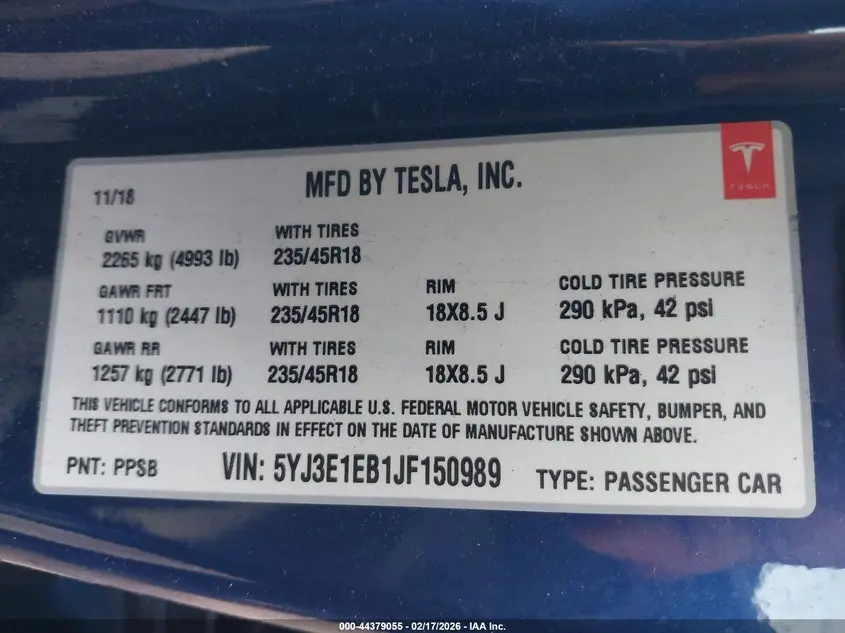 MFD BY TESLA, INC.
TESLA
11/18
GVWR WITH TIRES
2265 kg (4993 lb) 235/45R18
GAWR FRT WITH TIRES RIM COLD TIRE PRESSURE
1110 kg (2447 lb) 235/45R18 18X8.5 J 290 kPa, 42 psi
GAWR RR WITH TIRES RIM COLD TIRE PRESSURE
1257 kg (2771 lb) 235/45R18 18X8.5 J 290 kPa, 42 psi
THIS VEHICLE CONFORMS TO ALL APPLICABLE U.S. FEDERAL MOTOR VEHICLE SAFETY, BUMPER, AND
THEFT PREVENTION STANDARDS IN EFFECT ON THE DATE OF MANUFACTURE SHOWN ABOVE.
PNT: PPSB VIN: 5YJ3E1EB1JF150989 TYPE: PASSENGER CAR
000-44379055 - 02/17/2026 - IAA Inc.